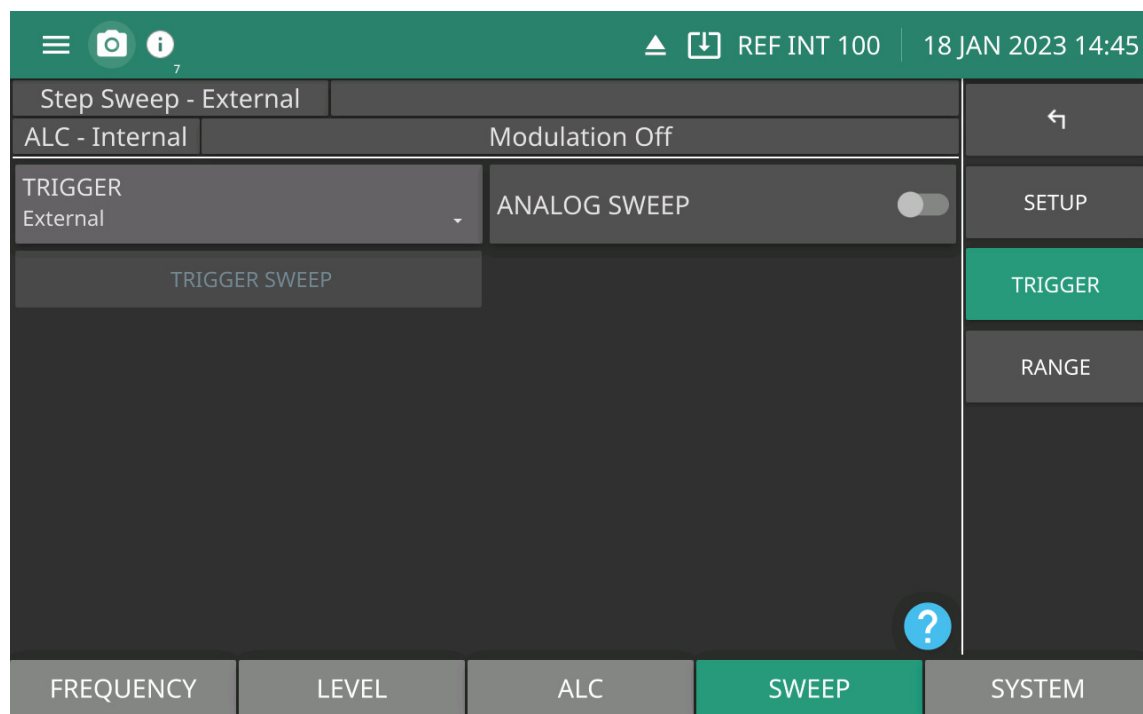 REF INT 100 18 JAN 2023 14:45
7
Step Sweep - External
ALC - Internal Modulation Off
TRIGGER
External
ANALOG SWEEP
TRIGGER SWEEP
SETUP
TRIGGER
RANGE
?
FREQUENCY LEVEL ALC SWEEP SYSTEM